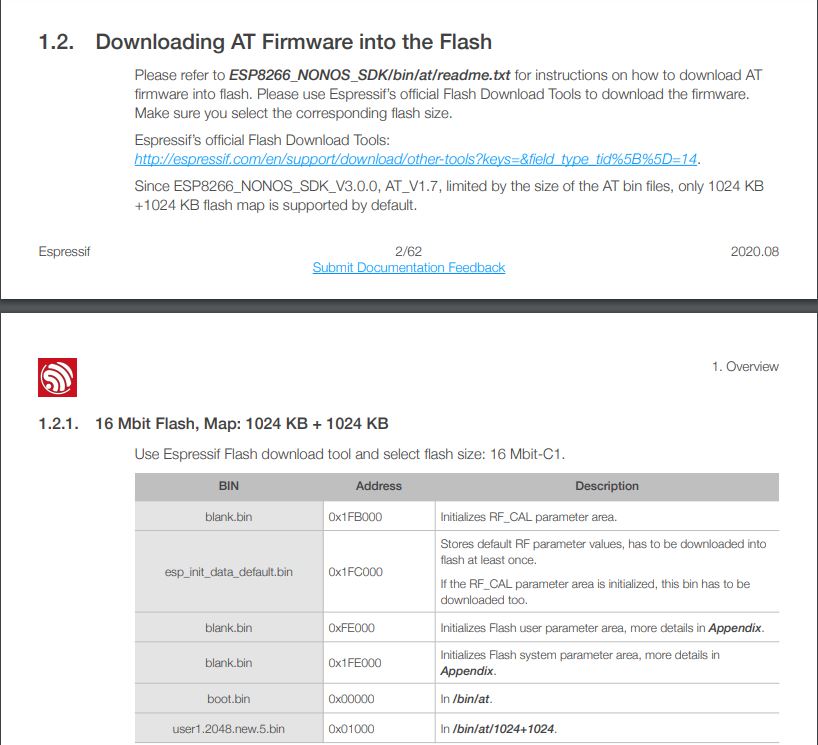 1.2. Downloading AT Firmware into the Flash
Please refer to ESP8266_NONOS_SDK/bin/at/readme.txt for instructions on how to download AT
firmware into flash. Please use Espressif's official Flash Download Tools to download the firmware.
Make sure you select the corresponding flash size.
Espressif's official Flash Download Tools:
http://espressif.com/en/support/download/other-tools?keys=&field_type_tid%5B%5D=14.
Since ESP8266_NONOS_SDK_V3.0.0, AT_V1.7, limited by the size of the AT bin files, only 1024 KB
+1024 KB flash map is supported by default.
Espressif 2/62 2020.08
Submit Documentation Feedback
1. Overview
1.2.1. 16 Mbit Flash, Map: 1024 KB + 1024 KB
Use Espressif Flash download tool and select flash size: 16 Mbit-C1.
BIN Address Description
blank.bin 0x1FB000 Initializes RF_CAL parameter area.
Stores default RF parameter values, has to be downloaded into
flash at least once.
esp_init_data_default.bin 0x1FC000
If the RF_CAL parameter area is initialized, this bin has to be
downloaded too.
blank.bin 0xFE000 Initializes Flash user parameter area, more details in Appendix.
blank.bin 0x1FE000 Initializes Flash system parameter area, more details in
Appendix.
boot.bin 0x00000 In /bin/at.
user1.2048.new.5.bin 0x01000 In /bin/at/1024+1024.